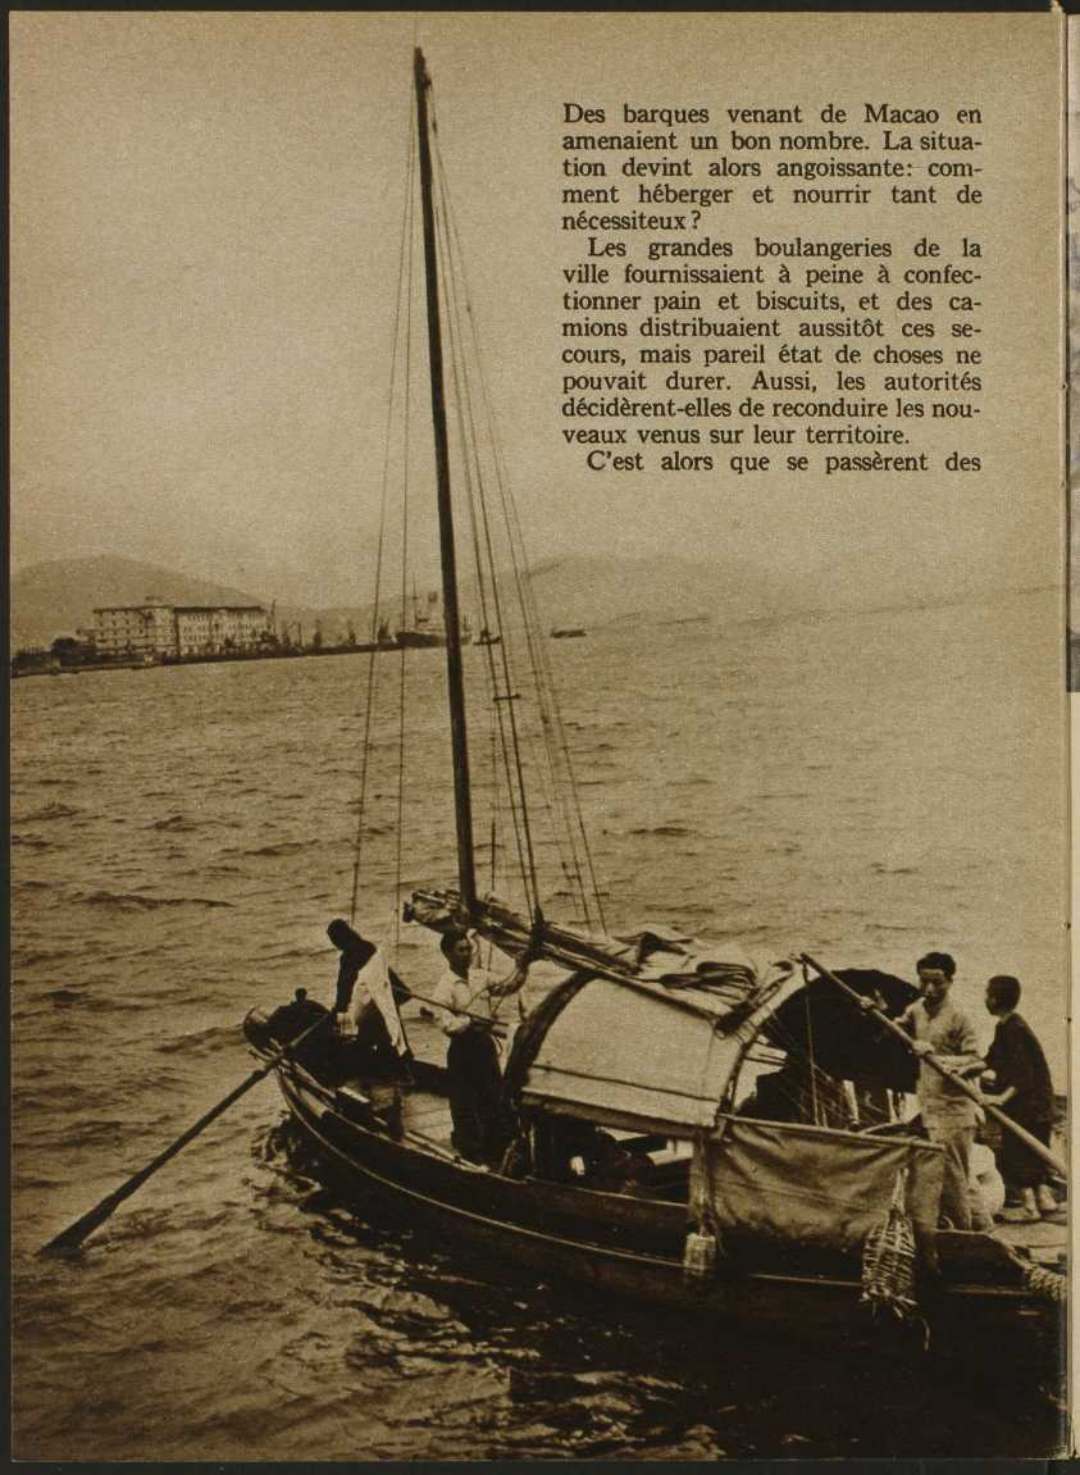 Des barques venant de Macao en
amenaient un bon nombre. La situa-
tion devint alors angoissante: com-
ment héberger et nourrir tant de
nécessiteux?
Les grandes boulangeries de la
ville fournissaient à peine à confec-
tionner pain et biscuits, et des ca-
mions distribuaient aussitôt ces se-
cours, mais pareil état de choses ne
pouvait durer. Aussi, les autorités
décidèrent-elles de reconduire les nou-
veaux venus sur leur territoire.
C'est alors que se passèrent des